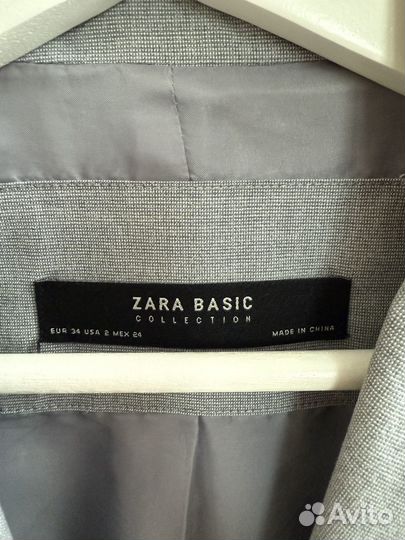 ZARA BASIC
COLLECTION
EUR 34 USA 2 MEX 24
MADE IN CHINA
Avito